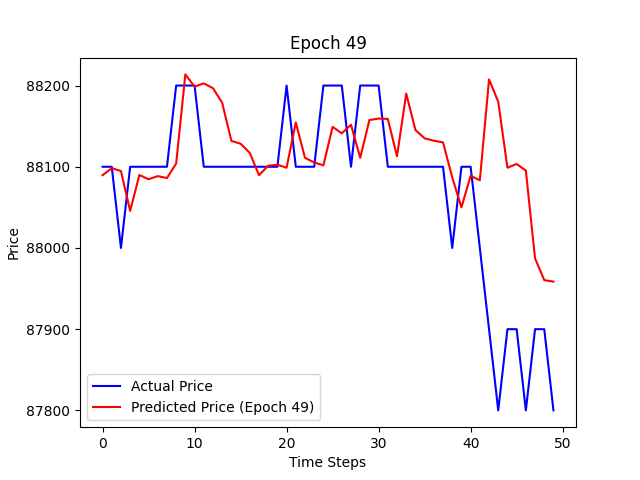 Epoch 49
Price
88200
88100
88000
87900
87800
Actual Price
Predicted Price (Epoch 49)
0 10 20 30 40 50
Time Steps